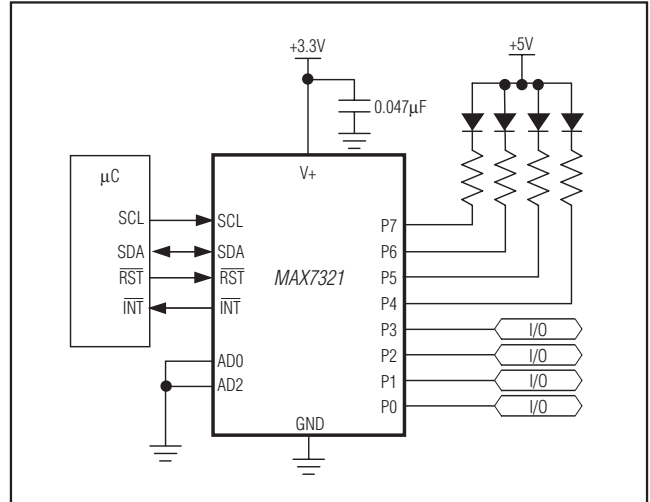 +3.3V
+5V
0.047μF
μC
V+
SCL
SCL
P7
SDA
SDA
P6
RST
RST
MAX7321
P5
INT
INT
P4
P3
I/O
AD0
P2
I/O
AD2
P1
I/O
P0
I/O
GND